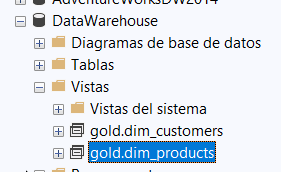 AdventureWorksDW2014
DataWarehouse
Diagramas de base de datos
Tablas
Vistas
Vistas del sistema
gold.dim_customers
gold.dim_products